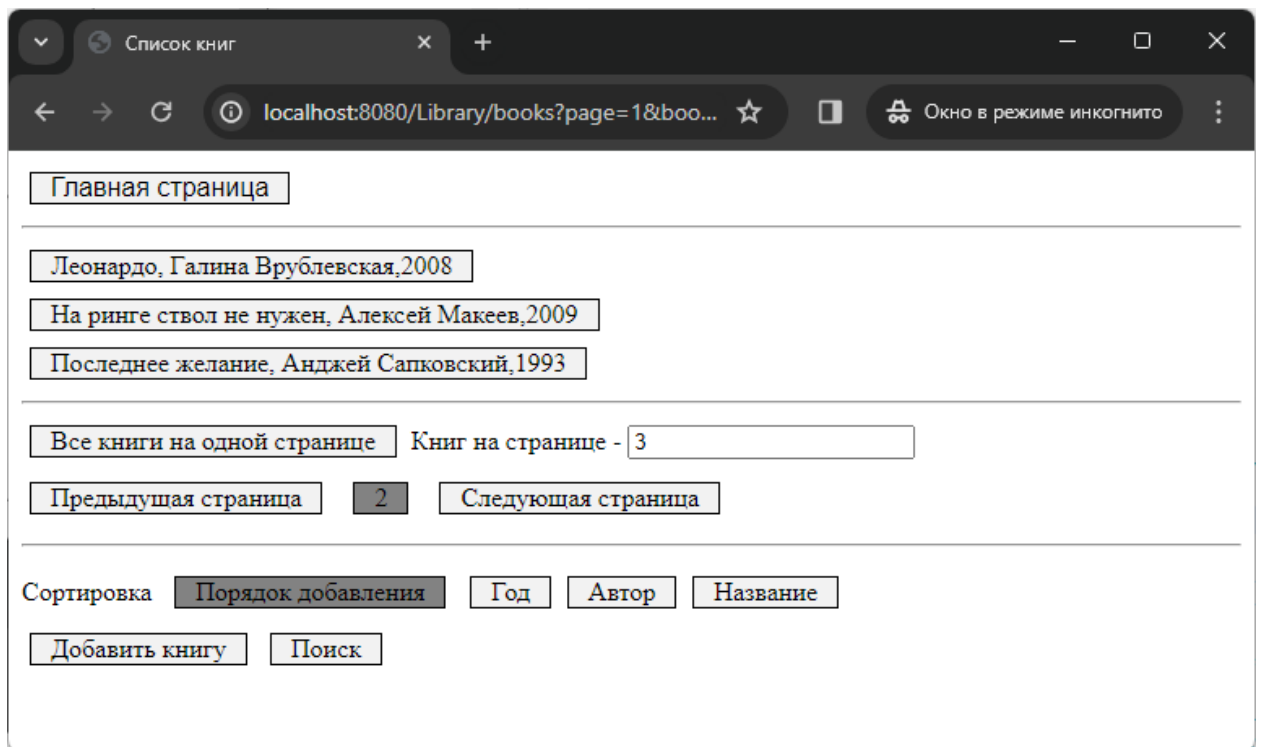 Список книг
localhost:8080/Library/books?page=1&boo... Окно в режиме инкогнито
Главная страница
Леонардо, Галина Врублевская,2008
На ринге ствол не нужен, Алексей Макеев,2009
Последнее желание, Анджей Сапковский,1993
Все книги на одной странице Книг на странице - 3
Предыдущая страница 2 Следующая страница
Сортировка Порядок добавления Год Автор Название
Добавить книгу Поиск